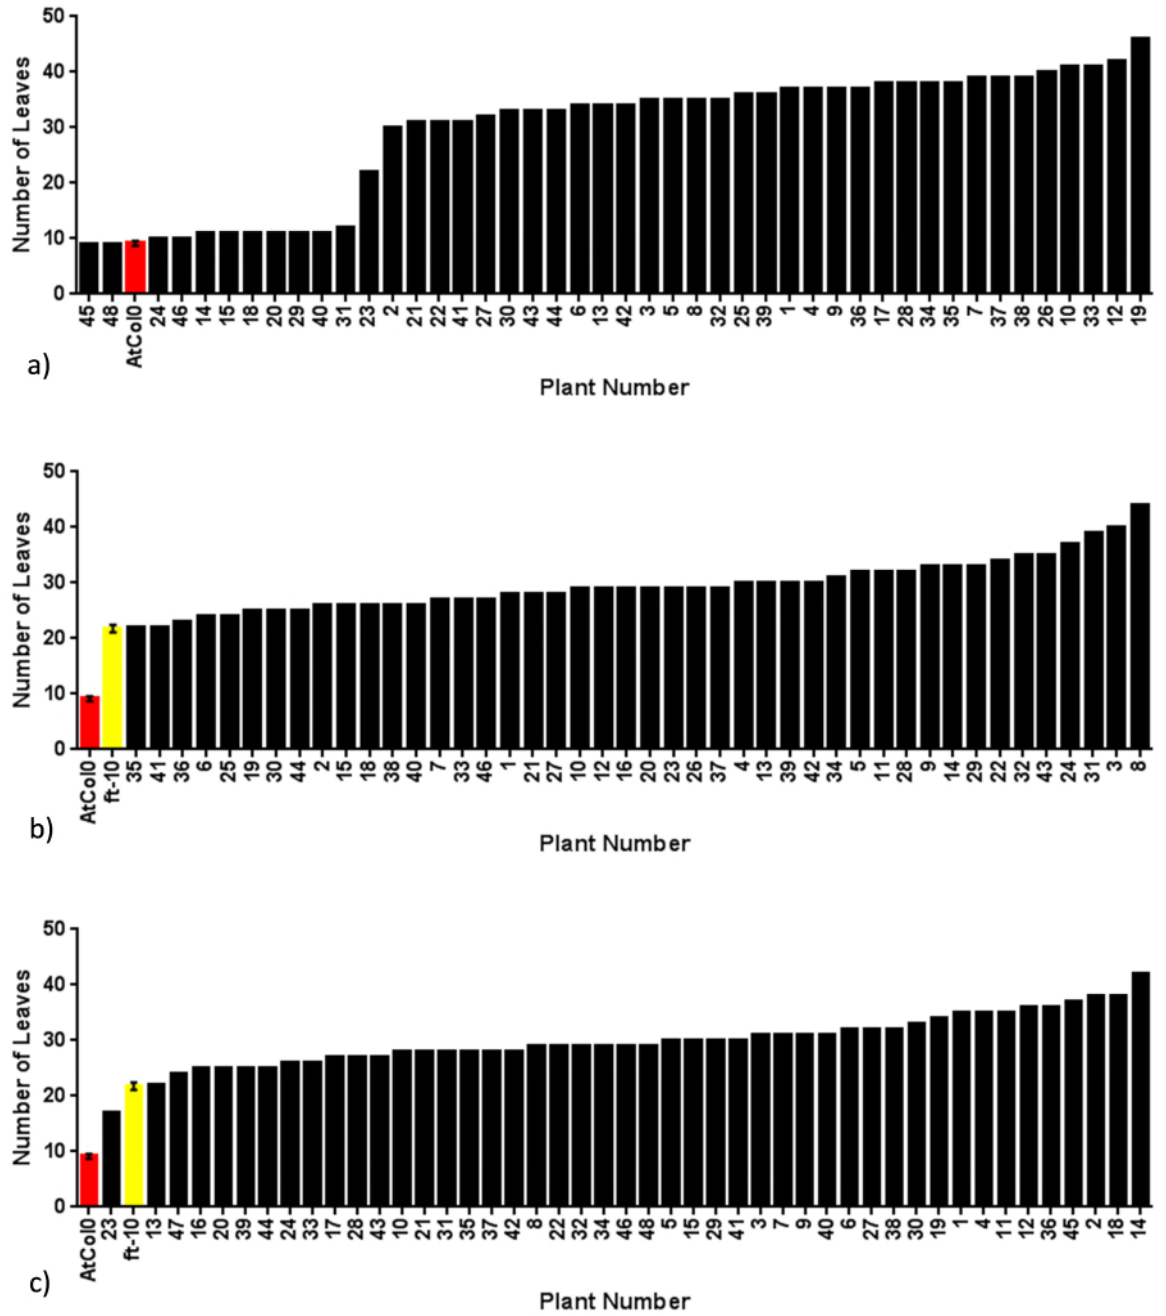 50
40
30
20
10
0
Number of Leaves
45 48 AtCol0 24 46 14 15 18 20 29 40 31 23 2 21 22 41 27 30 43 44 6 13 42 3 5 8 32 25 39 1 4 9 36 17 28 34 35 7 37 38 26 10 33 12 19
a)
Plant Number
50
40
30
20
10
0
Number of Leaves
AtCol0 ft-10 35 41 36 6 25 19 30 44 2 15 18 38 40 7 33 46 1 21 27 10 12 16 20 23 26 37 4 13 39 42 34 5 11 28 9 14 29 22 32 43 24 31 3 8
b)
Plant Number
50
40
30
20
10
0
Number of Leaves
AtCol0 23 ft-10 13 47 16 20 39 44 24 33 17 28 43 10 21 31 35 37 42 8 22 32 34 46 48 5 15 29 41 3 7 9 40 6 27 38 30 19 1 4 11 12 36 45 2 18 14
c)
Plant Number